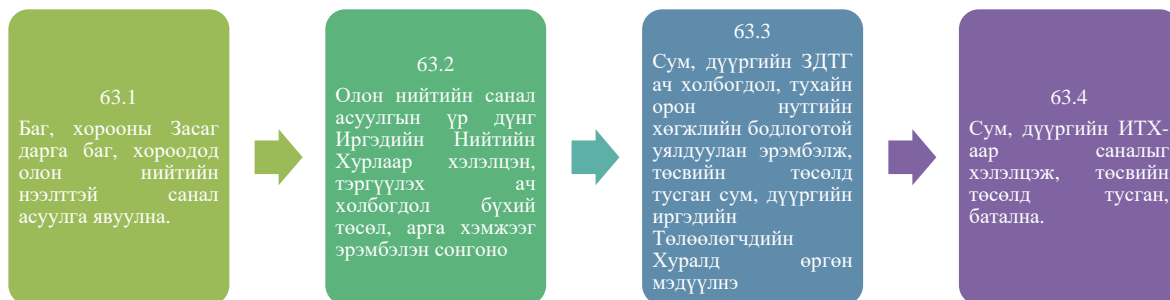 63.1
Баг, хорооны Засаг
дарга баг, хороодод
олон нийтийн
нээлттэй санал
асуулга явуулна.
63.2
Олон нийтийн санал
асуулгын үр дүнг
Иргэдийн Нийтийн
Хурлаар хэлэлцэн,
тэргүүлэх ач
холбогдол бүхий
төсөл, арга хэмжээг
эрэмбэлэн сонгоно
63.3
Сум, дүүргийн ЗДТГ
ач холбогдол, тухайн
орон нутгийн
хөгжлийн бодлоготой
уялдуулан эрэмбэлж,
төсвийн төсөлд
тусган сум, дүүргийн
иргэдийн
Төлөөлөгчдийн
Хуралд өргөн
мэдүүлнэ
63.4
Сум, дүүргийн ИТХ-
аар саналыг
хэлэлцэж, төсвийн
төсөлд тусган,
батална.